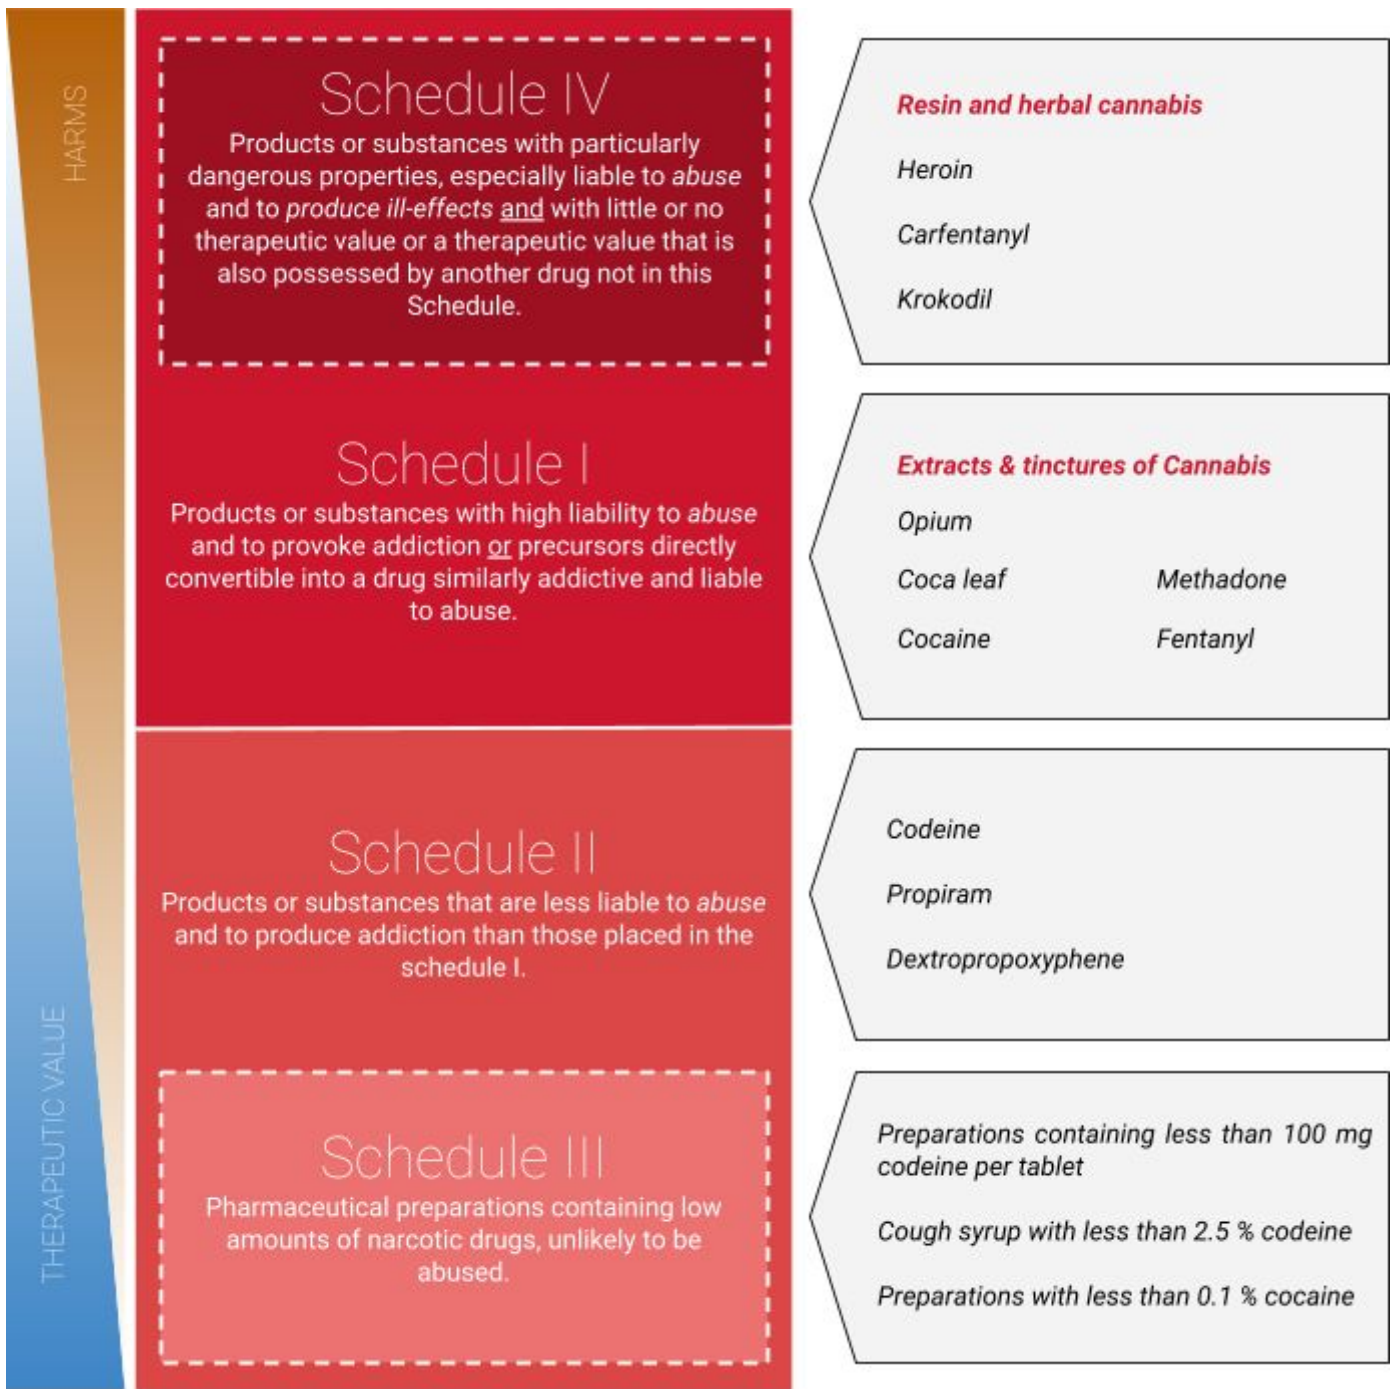 HARMS
Schedule IV
Products or substances with particularly
dangerous properties, especially liable to abuse
and to produce ill-effects and with little or no
therapeutic value or a therapeutic value that is
also possessed by another drug not in this
Schedule.
Resin and herbal cannabis
Heroin
Carfentanyl
Krokodil
Schedule I
Products or substances with high liability to abuse
and to provoke addiction or precursors directly
convertible into a drug similarly addictive and liable
to abuse.
Extracts & tinctures of Cannabis
Opium
Coca leaf Methadone
Cocaine Fentanyl
Schedule II
Products or substances that are less liable to abuse
and to produce addiction than those placed in the
schedule I.
Codeine
Propiram
Dextropropoxyphene
THERAPEUTIC VALUE
Schedule III
Pharmaceutical preparations containing low
amounts of narcotic drugs, unlikely to be
abused.
Preparations containing less than 100 mg
codeine per tablet
Cough syrup with less than 2.5 % codeine
Preparations with less than 0.1 % cocaine